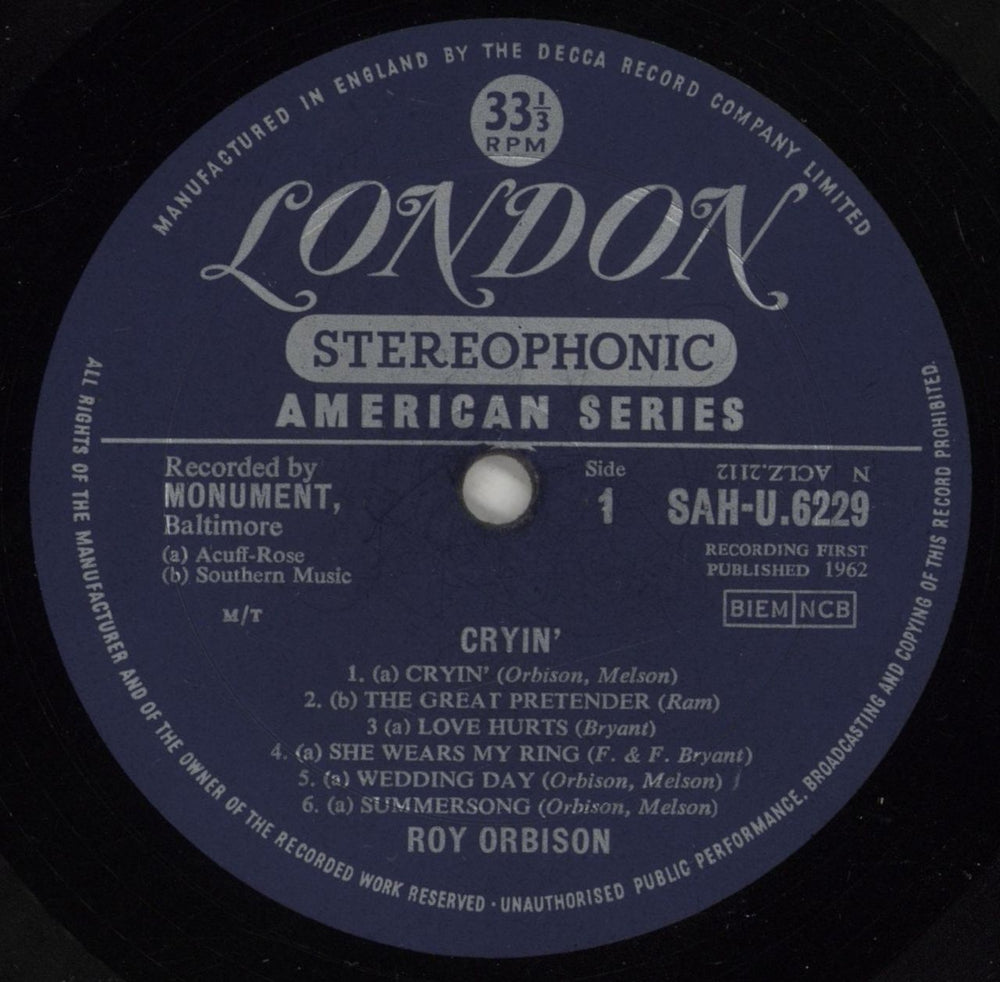 MANUFACTURED IN ENGLAND BY THE DECCA RECORD COMPANY LIMITED
33 1/3
RPM
LONDON
STEREOPHONIC
AMERICAN SERIES
Recorded by
MONUMENT,
Baltimore
(a) Acuff-Rose
(b) Southern Music
M/T
Side
1
N ACLZ.2112
SAH-U.6229
RECORDING FIRST
PUBLISHED 1962
BIEM NCB
CRYIN'
1. (a) CRYIN' (Orbison, Melson)
2. (b) THE GREAT PRETENDER (Ram)
3 (a) LOVE HURTS (Bryant)
4. (a) SHE WEARS MY RING (F. & F. Bryant)
5. (a) WEDDING DAY (Orbison, Melson)
6. (a) SUMMERSONG (Orbison, Melson)
ROY ORBISON
ALL RIGHTS OF THE MANUFACTURER AND OF THE OWNER OF THE RECORDED WORK RESERVED · UNAUTHORISED PUBLIC PERFORMANCE, BROADCASTING AND COPYING OF THIS RECORD PROHIBITED.